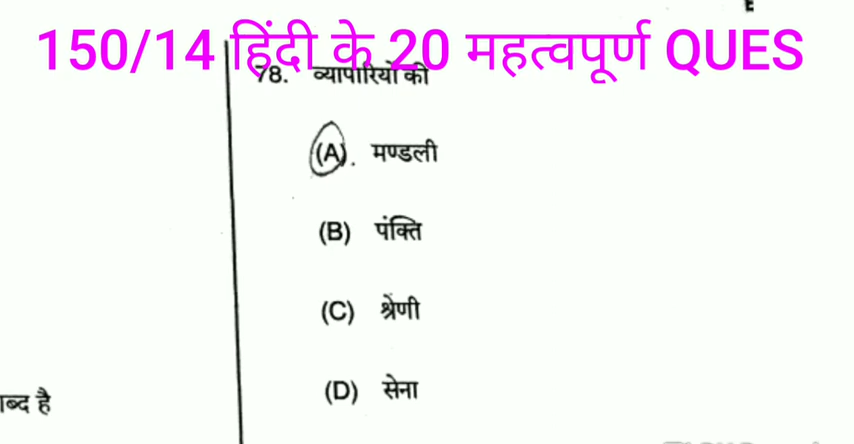 150/14 हिंदी के 20 महत्वपूर्ण QUES
78. व्यापारियों की
(A). मण्डली
(B) पंक्ति
(C) श्रेणी
(D) सेना
है